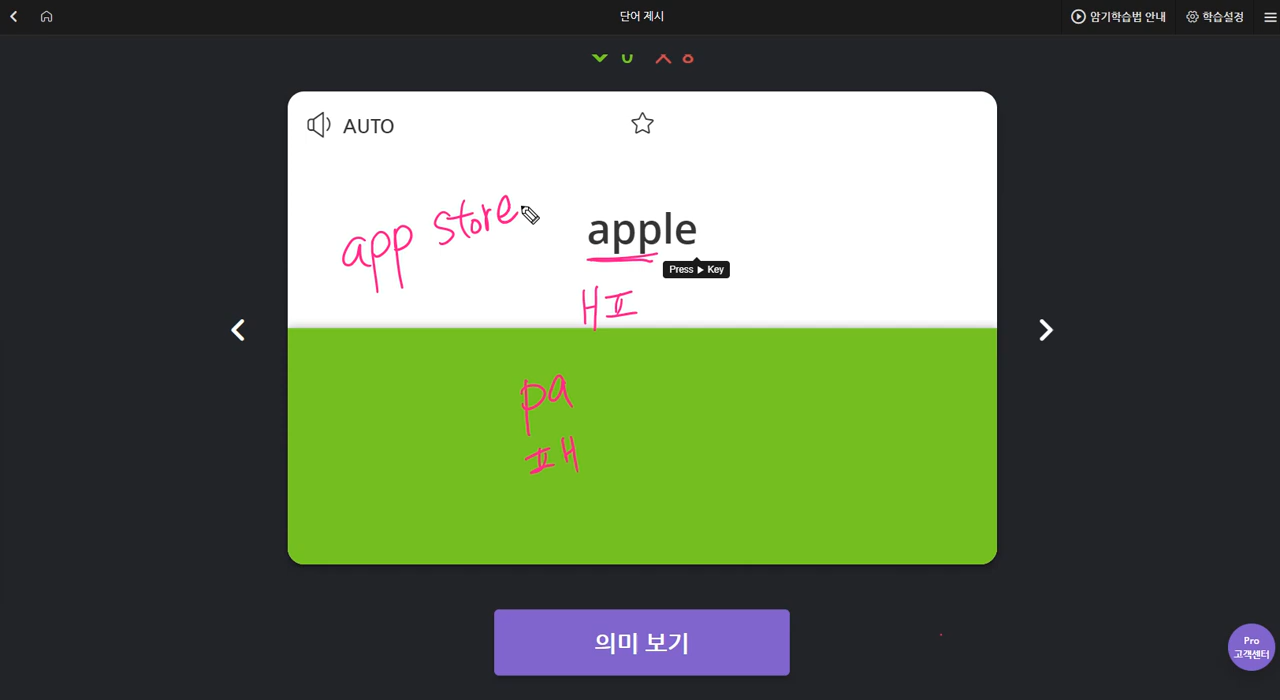 단어 제시
암기학습법 안내
학습설정
AUTO
app store
apple
Press ▶ Key
ㅐㅍ
pa
패
의미 보기
Pro
고객센터